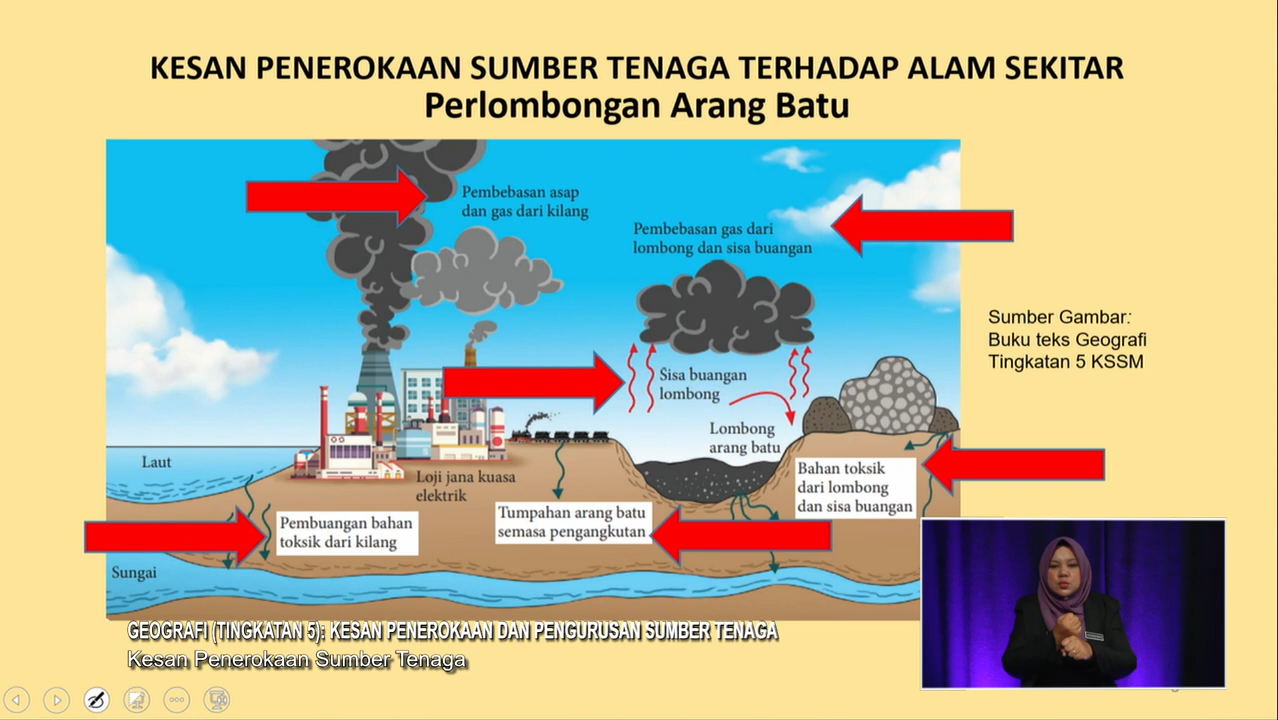 KESAN PENEROKAAN SUMBER TENAGA TERHADAP ALAM SEKITAR
Perlombongan Arang Batu
Pembebasan asap
dan gas dari kilang
Pembebasan gas dari
lombong dan sisa buangan
Sumber Gambar:
Buku teks Geografi
Tingkatan 5 KSSM
Sisa buangan
lombong
Lombong
arang batu
Laut
Loji jana kuasa
elektrik
Bahan toksik
dari lombong
dan sisa buangan
Tumpahan arang batu
semasa pengangkutan
Pembuangan bahan
toksik dari kilang
Sungai
GEOGRAFI (TINGKATAN 5): KESAN PENEROKAAN DAN PENGURUSAN SUMBER TENAGA
Kesan Penerokaan Sumber Tenaga